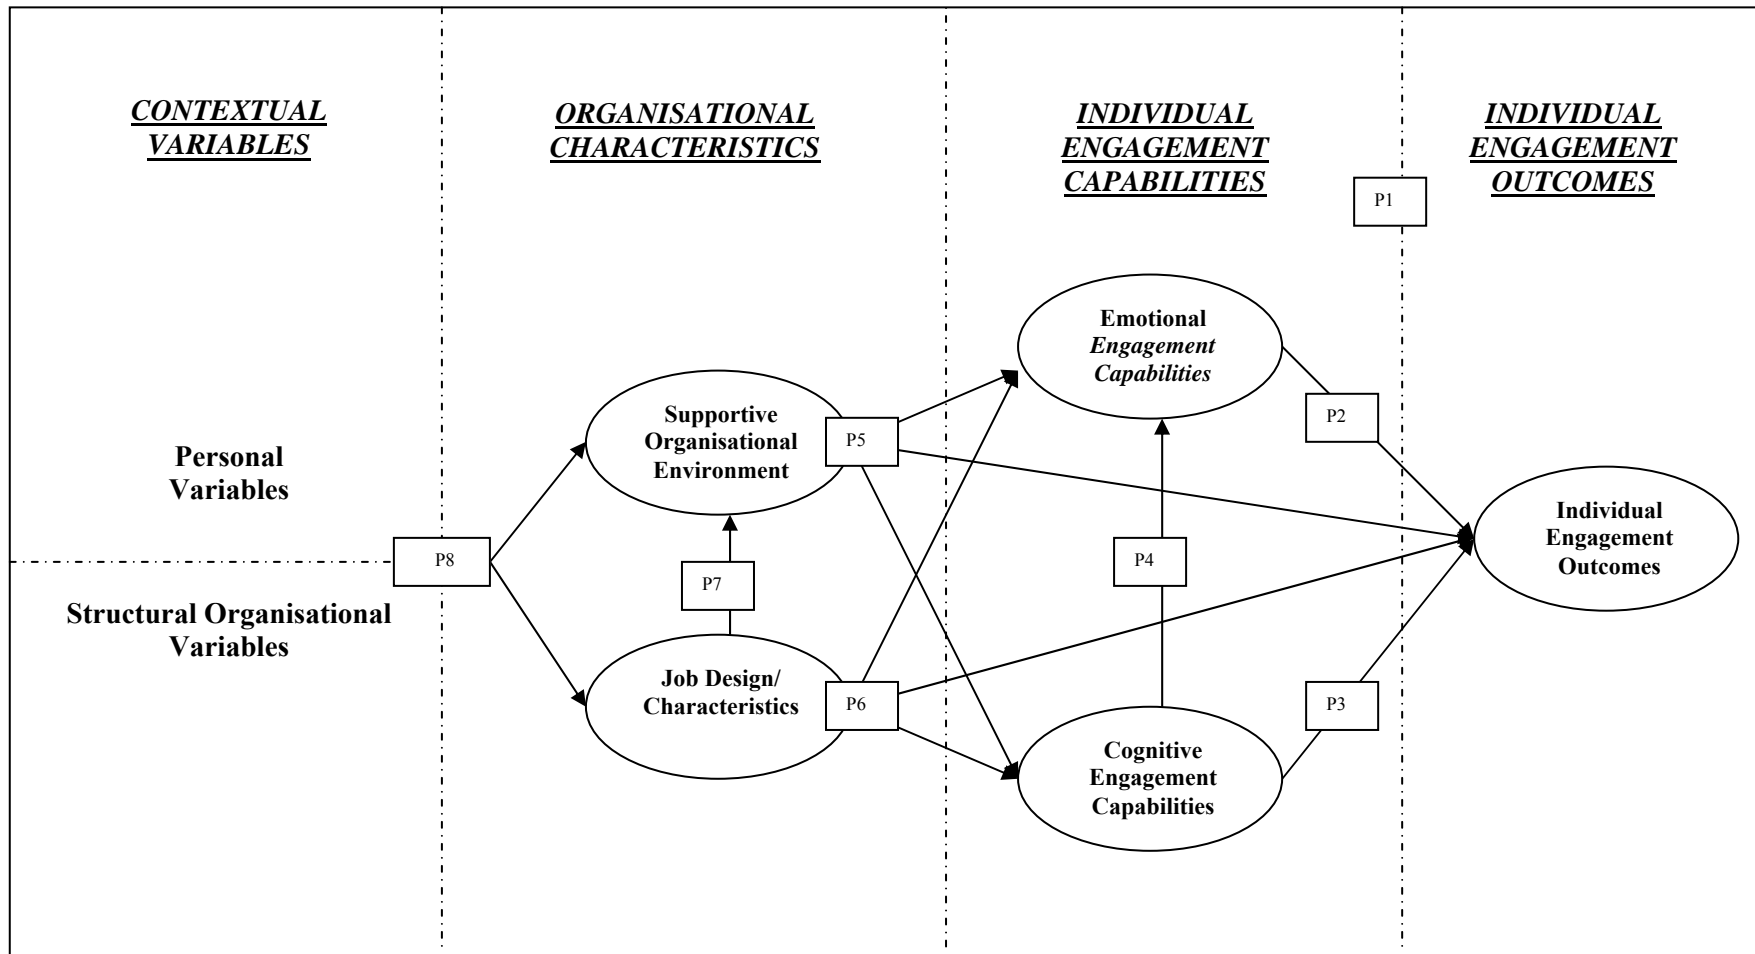 CONTEXTUAL
VARIABLES
ORGANISATIONAL
CHARACTERISTICS
INDIVIDUAL
ENGAGEMENT
CAPABILITIES
INDIVIDUAL
ENGAGEMENT
OUTCOMES
P1
Emotional
Engagement
Capabilities
P2
Supportive
Organisational
Environment
P5
Personal
Variables
Individual
Engagement
Outcomes
P8
P7
P4
Structural Organisational
Variables
Job Design/
Characteristics
P6
P3
Cognitive
Engagement
Capabilities